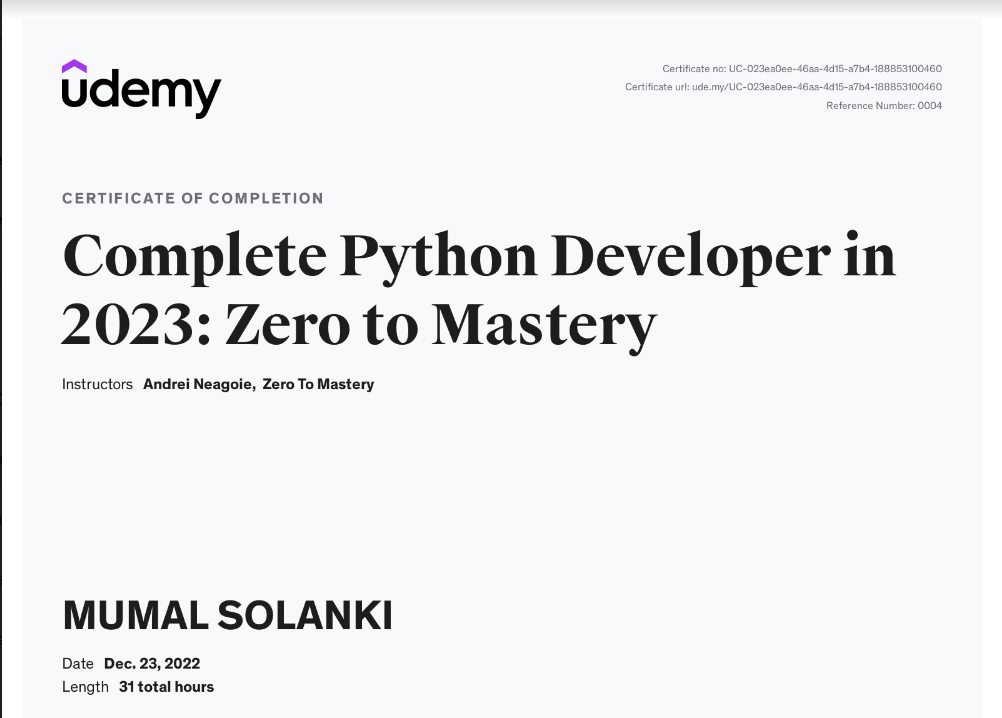 udemy
Certificate no: UC-023ea0ee-46aa-4d15-a7b4-188853100460
Certificate url: ude.my/UC-023ea0ee-46aa-4d15-a7b4-188853100460
Reference Number: 0004
CERTIFICATE OF COMPLETION
Complete Python Developer in
2023: Zero to Mastery
Instructors Andrei Neagoie, Zero To Mastery
MUMAL SOLANKI
Date Dec. 23, 2022
Length 31 total hours